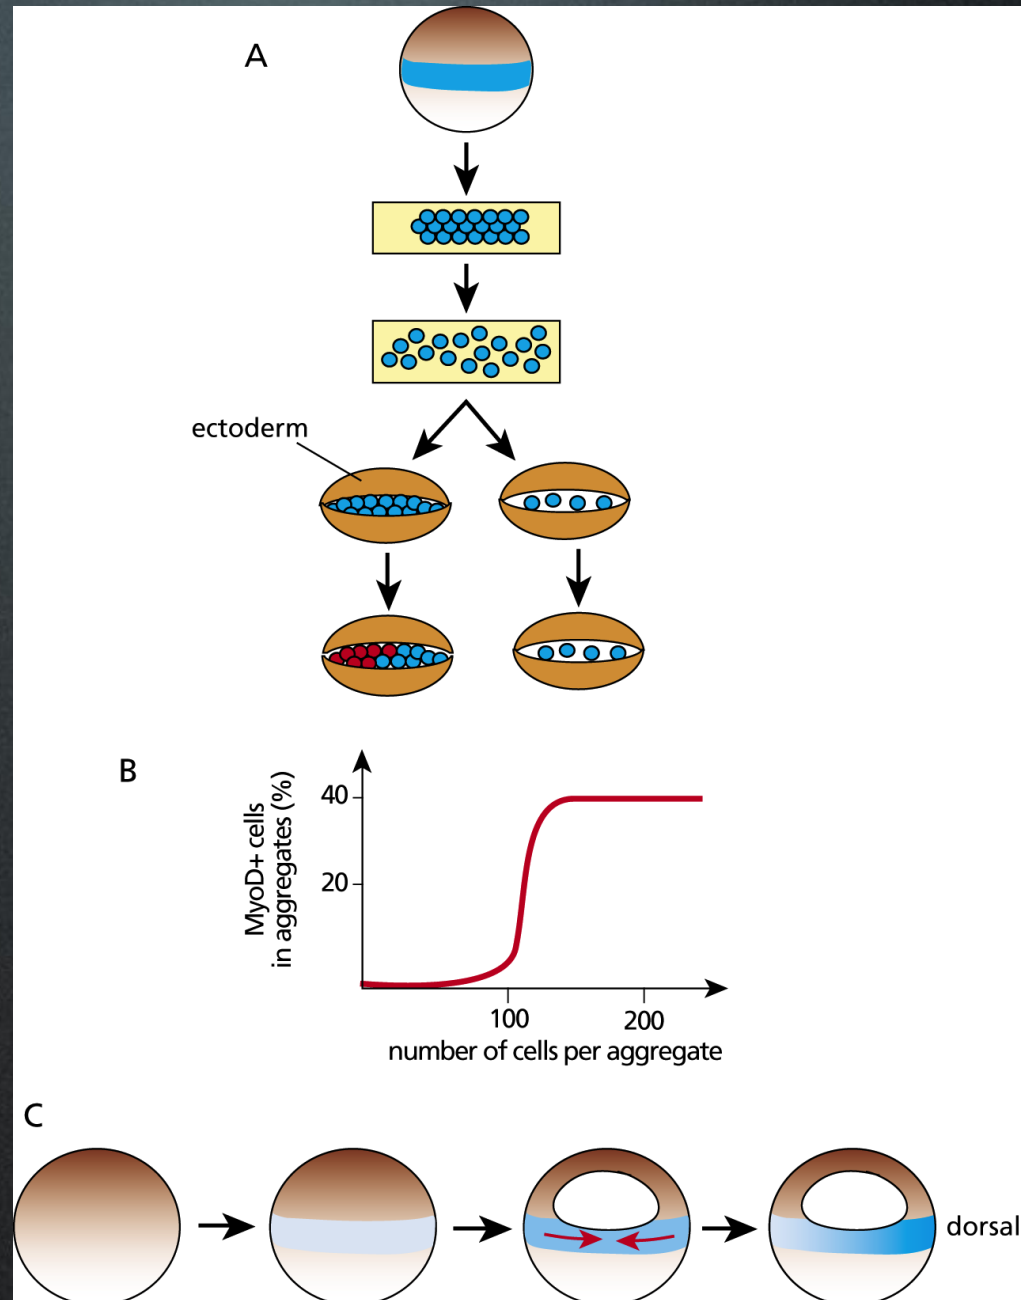 A
ectoderm
B
MyoD+ cells
in aggregates (%)
40
20
100
200
number of cells per aggregate
C
dorsal